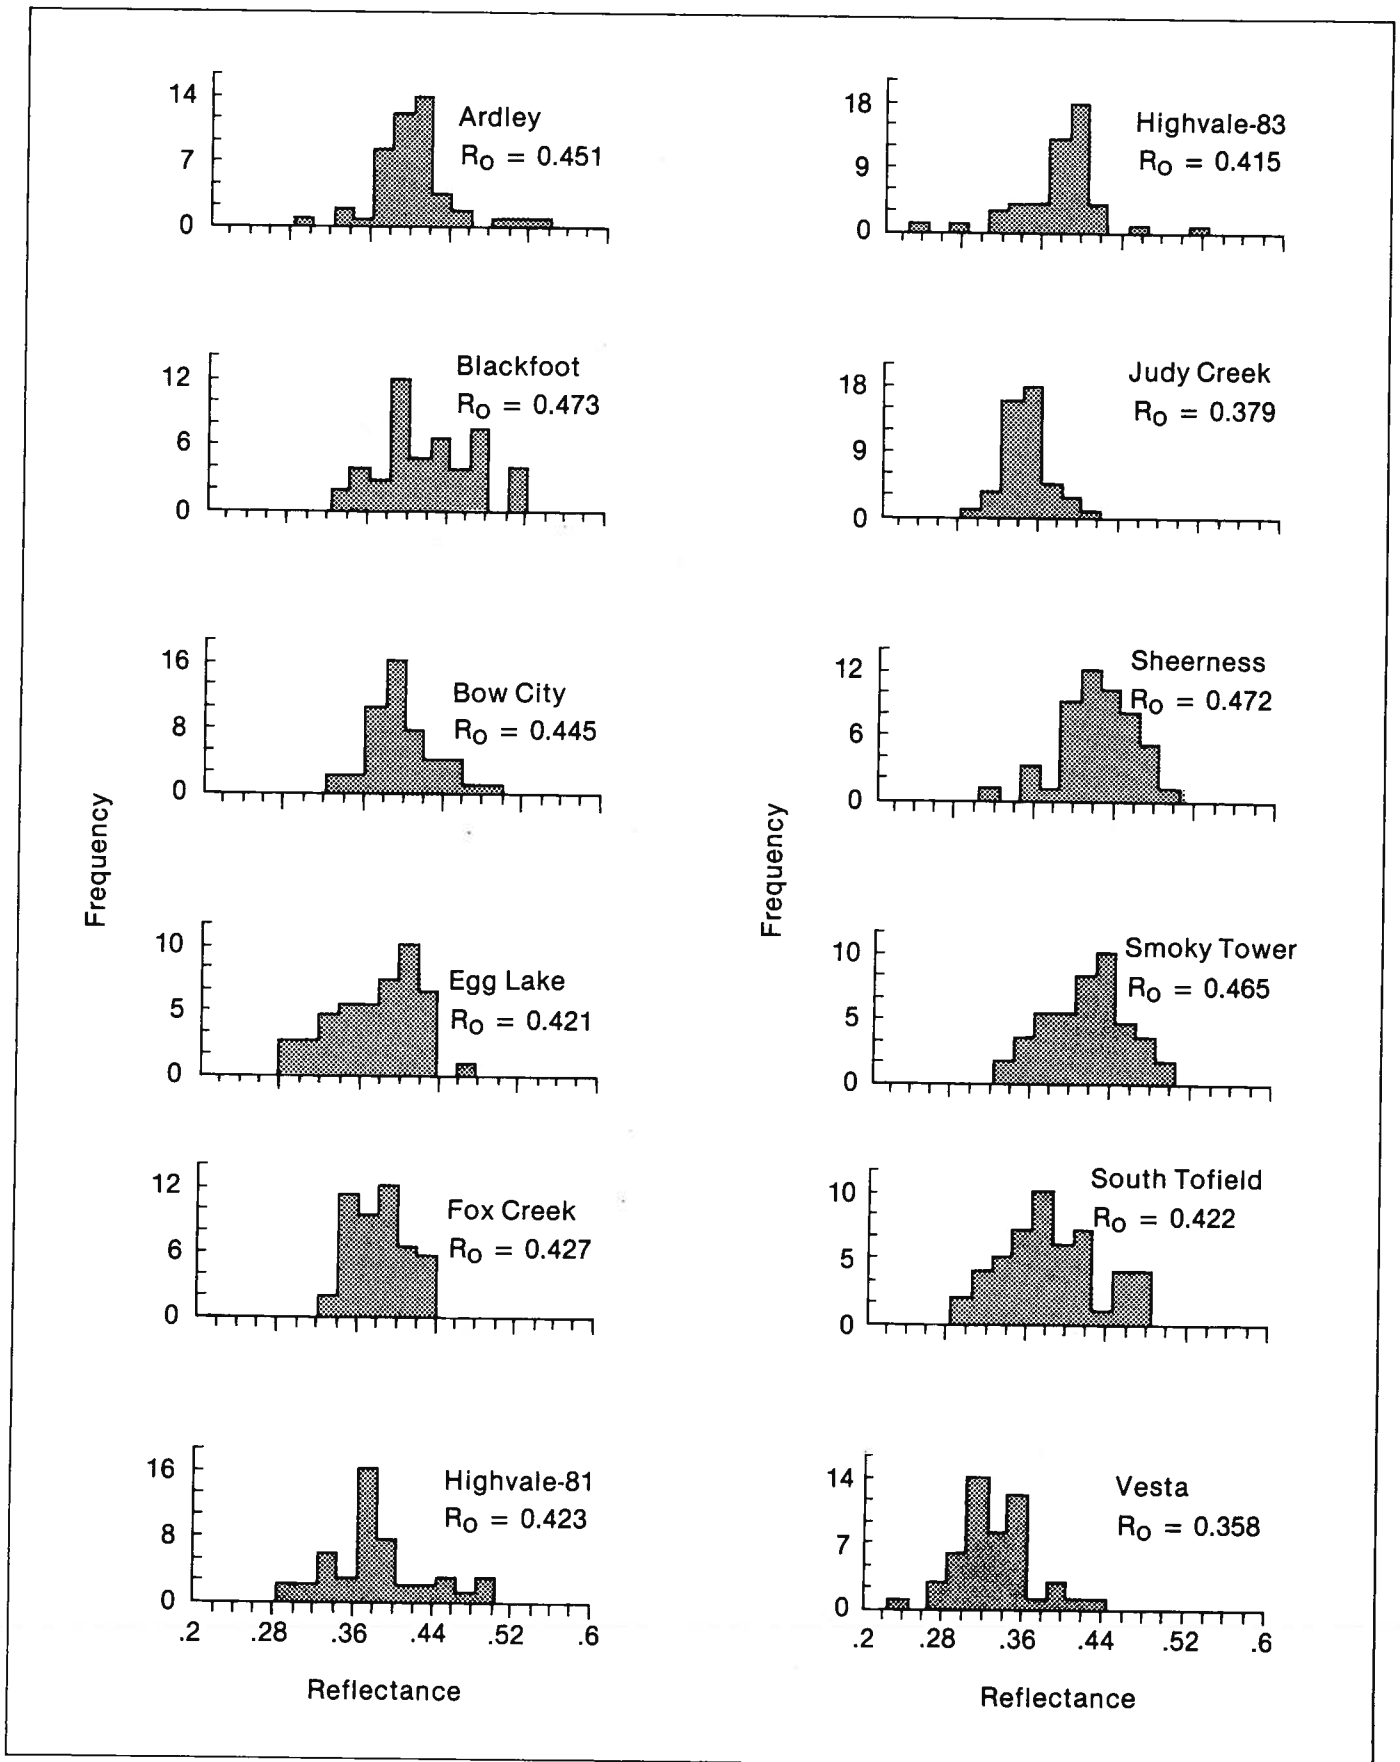 14
7
0
Ardley
RO = 0.451
12
6
0
Blackfoot
RO = 0.473
16
8
0
Bow City
RO = 0.445
Frequency
10
5
0
Egg Lake
RO = 0.421
12
6
0
Fox Creek
RO = 0.427
16
8
0
Highvale-81
RO = 0.423
.2 .28 .36 .44 .52 .6
Reflectance
18
9
0
Highvale-83
RO = 0.415
18
9
0
Judy Creek
RO = 0.379
12
6
0
Sheerness
RO = 0.472
Frequency
10
5
0
Smoky Tower
RO = 0.465
10
5
0
South Tofield
RO = 0.422
14
7
0
Vesta
RO = 0.358
.2 .28 .36 .44 .52 .6
Reflectance